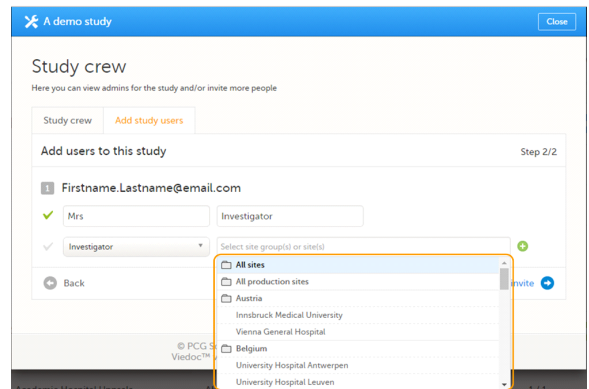 A demo study
Close
Study crew
Here you can view admins for the study and/or invite more people
Study crew
Add study users
Add users to this study
Step 2/2
1
Firstname.Lastname@email.com
Mrs
Investigator
Investigator
Select site group(s) or site(s)
All sites
All production sites
Austria
Innsbruck Medical University
Vienna General Hospital
Belgium
University Hospital Antwerpen
University Hospital Leuven
Back
invite
© PCG
Viedoc™